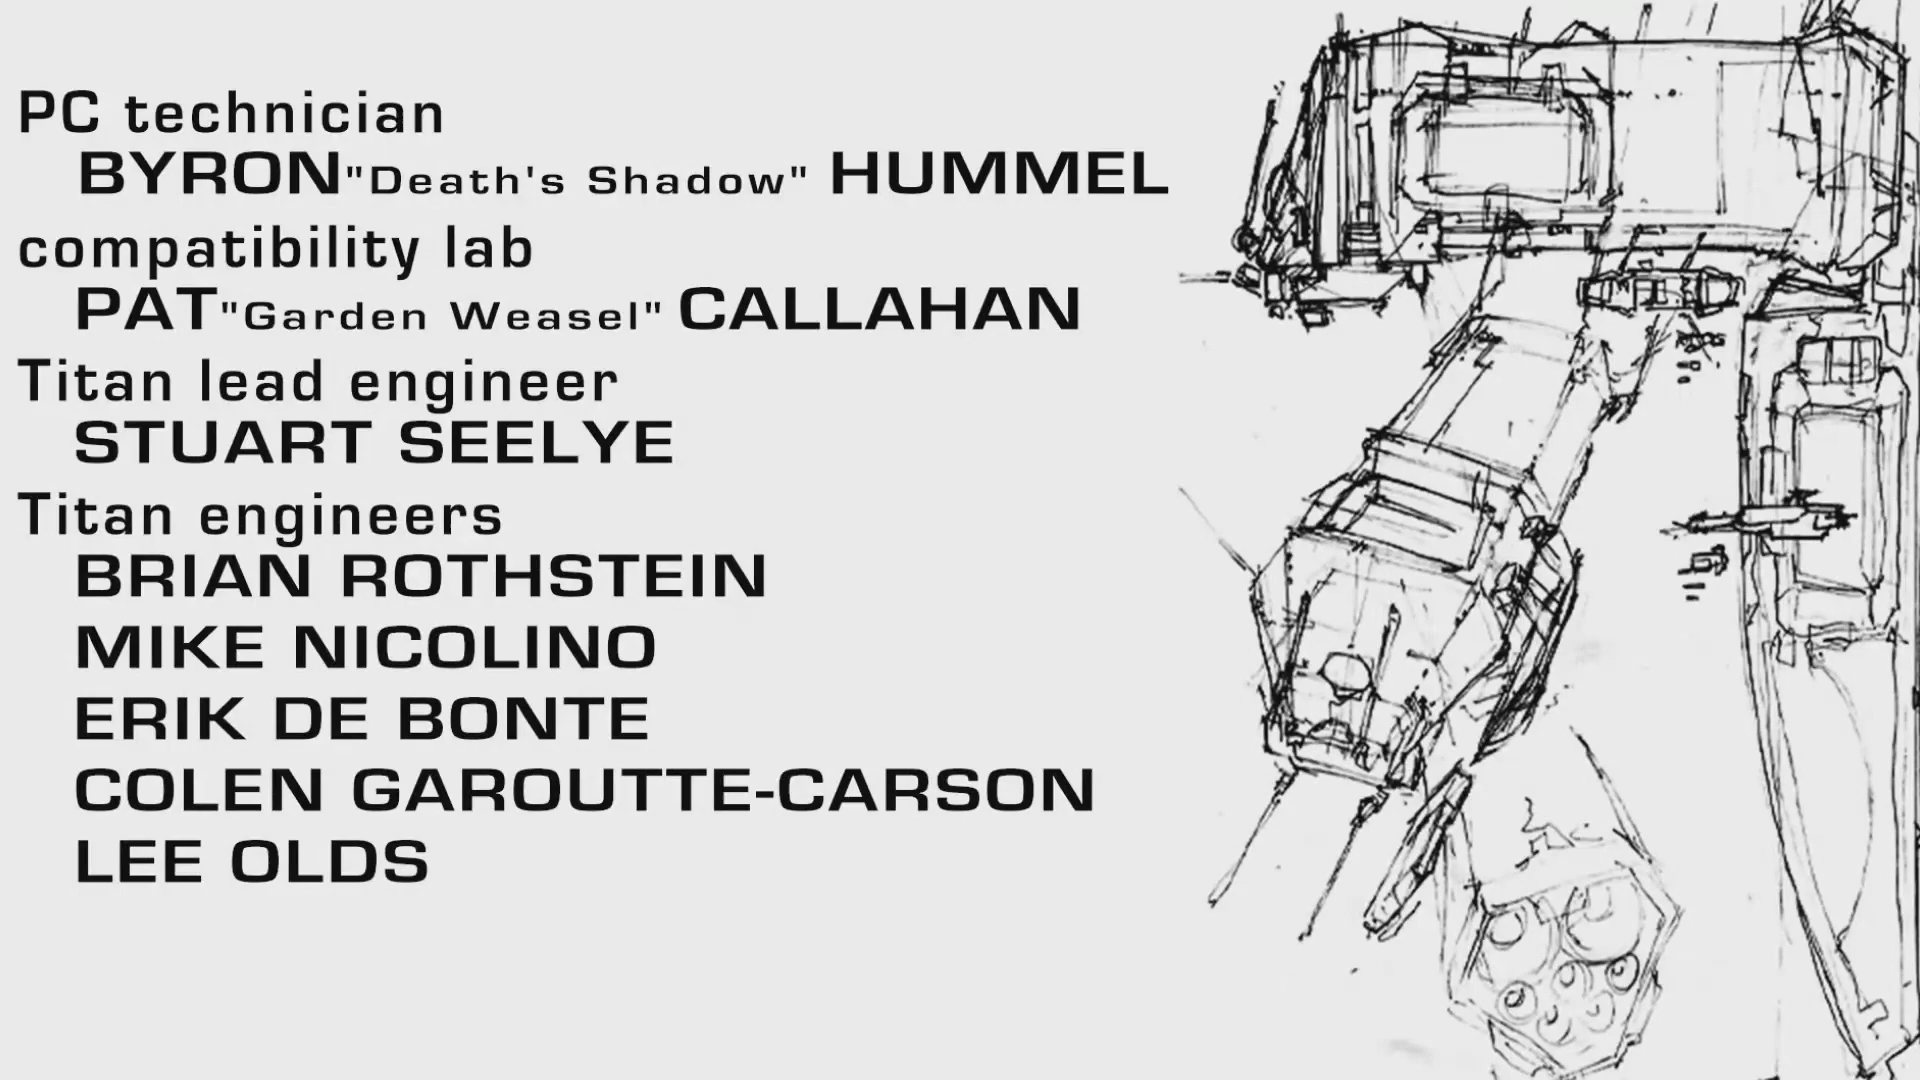 PC technician
BYRON"Death's Shadow" HUMMEL
compatibility lab
PAT"Garden Weasel" CALLAHAN
Titan lead engineer
STUART SEELYE
Titan engineers
BRIAN ROTHSTEIN
MIKE NICOLINO
ERIK DE BONTE
COLEN GAROUTTE-CARSON
LEE OLDS